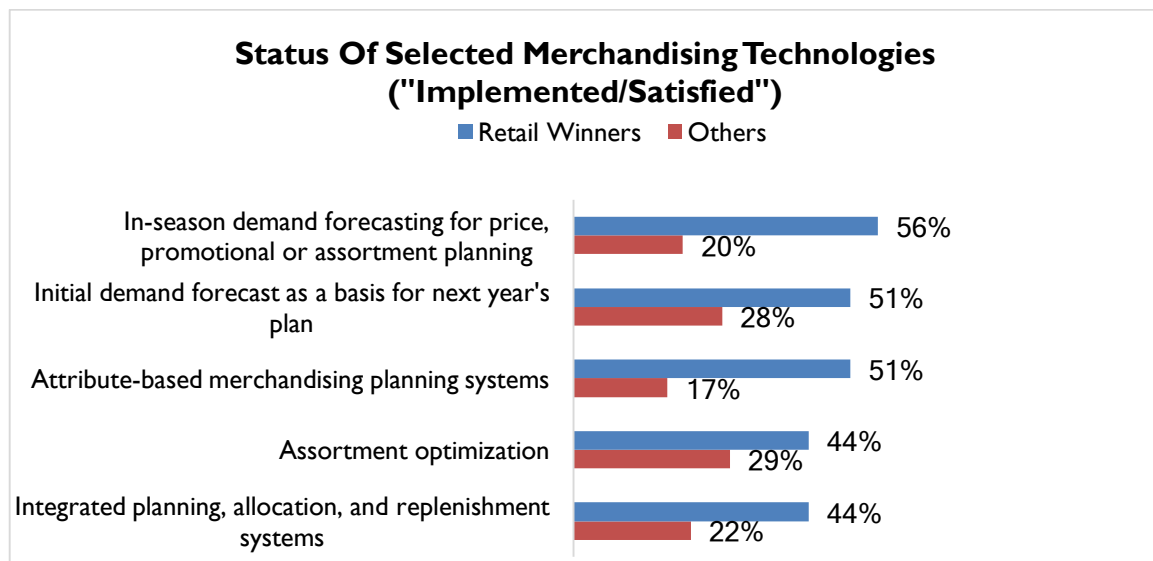 Status Of Selected Merchandising Technologies
("Implemented/Satisfied")
Retail Winners Others
In-season demand forecasting for price,
promotional or assortment planning
56%
20%
Initial demand forecast as a basis for next year's
plan
51%
28%
Attribute-based merchandising planning systems
51%
17%
Assortment optimization
44%
29%
Integrated planning, allocation, and replenishment
systems
44%
22%